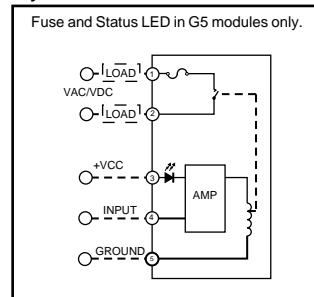 Fuse and Status LED in G5 modules only.
LOAD 1
VAC/VDC
LOAD 2
+VCC 3
AMP
INPUT 4
GROUND 5